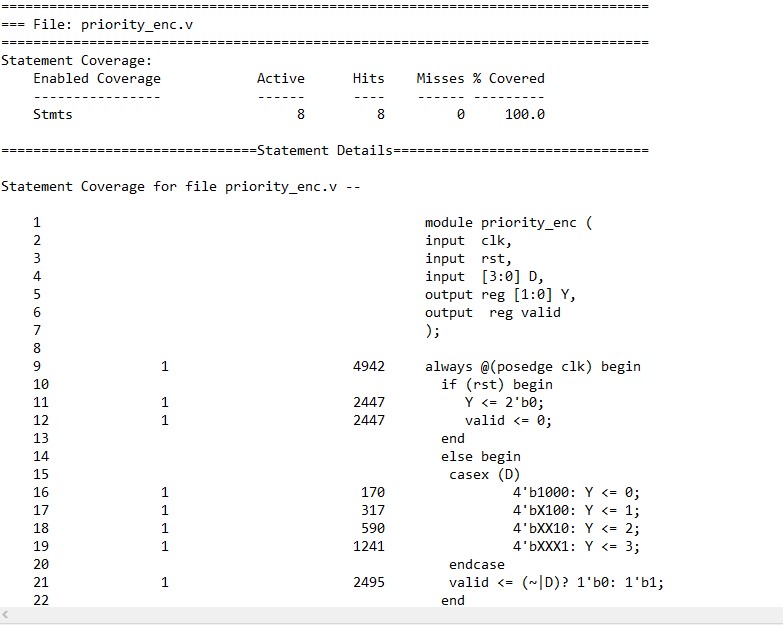 =================================================================================
=== File: priority_enc.v
=================================================================================
Statement Coverage:
    Enabled Coverage            Active      Hits    Misses % Covered
    ----------------            ------      ----    ------ ---------
    Stmts                            8         8         0     100.0

================================Statement Details================================

Statement Coverage for file priority_enc.v --

    1                                                module priority_enc (
    2                                                input  clk,
    3                                                input  rst,
    4                                                input  [3:0] D,
    5                                                output reg [1:0] Y,
    6                                                output  reg valid
    7                                                );
    8
    9               1                       4942     always @(posedge clk) begin
    10                                                 if (rst) begin
    11              1                       2447          Y <= 2'b0;
    12              1                       2447          valid <= 0;
    13                                                 end
    14                                                 else begin
    15                                                  casex (D)
    16              1                        170                4'b1000: Y <= 0;
    17              1                        317                4'bX100: Y <= 1;
    18              1                        590                4'bXX10: Y <= 2;
    19              1                       1241                4'bXXX1: Y <= 3;
    20                                                  endcase
    21              1                       2495        valid <= (~|D)? 1'b0: 1'b1;
    22                                                 end